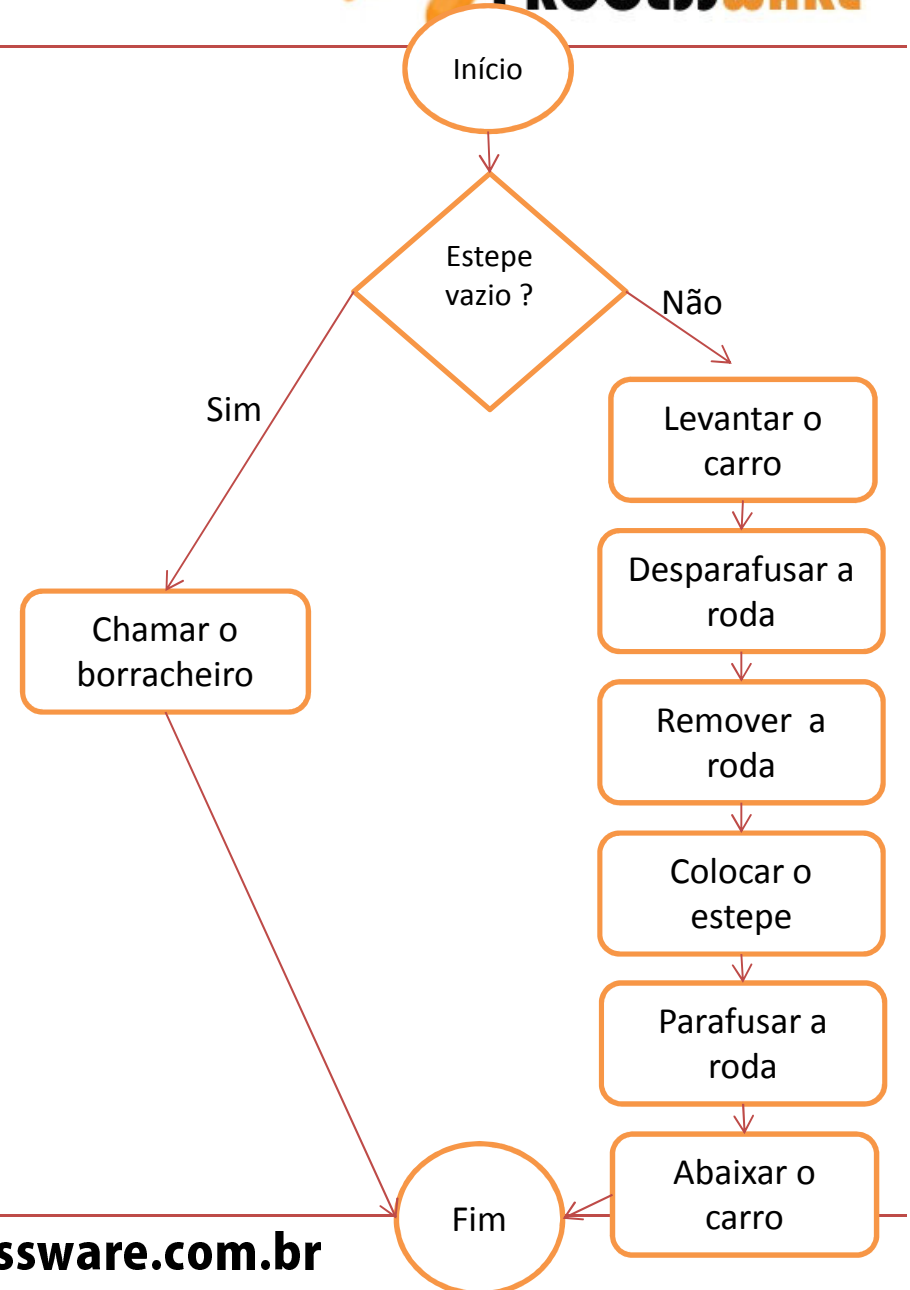 Início
Estepe
vazio ?
Não
Sim
Levantar o
carro
Desparafusar a
roda
Chamar o
borracheiro
Remover a
roda
Colocar o
estepe
Parafusar a
roda
Abaixar o
carro
Fim
ssware.com.br